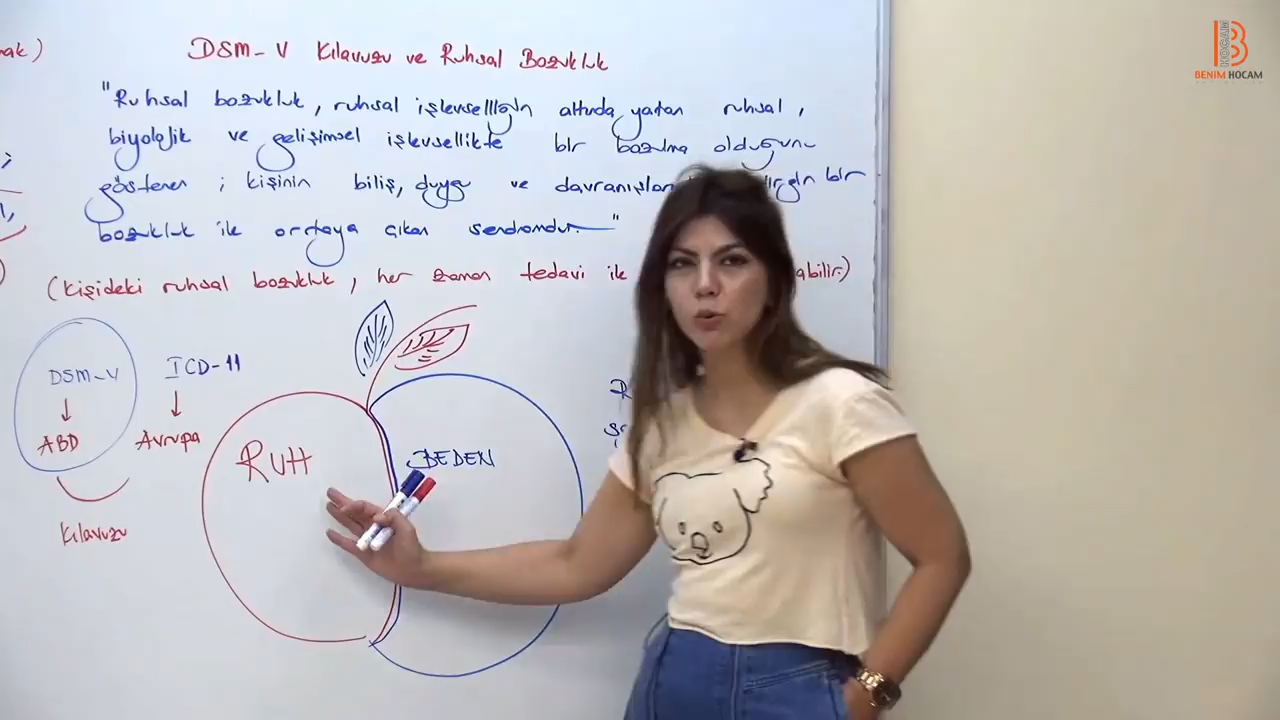 DSM-V Kılavuzu ve Ruhsal Bozukluk
"Ruhsal bozukluk, ruhsal işlevselliğin altında yatan ruhsal,
biyolojik ve gelişimsel işlevsellikte bir bozulma olduğunu
gösteren ; kişinin biliş, duygu ve davranışları bir
bozukluk ile ortaya çıkan sendromdur."
(Kişideki ruhsal bozukluk, her zaman tedavi ile
DSM-V
ICD-11
ABD
Avrupa
Kılavuzu
RUH
BEDEN
BENİM HOCAM